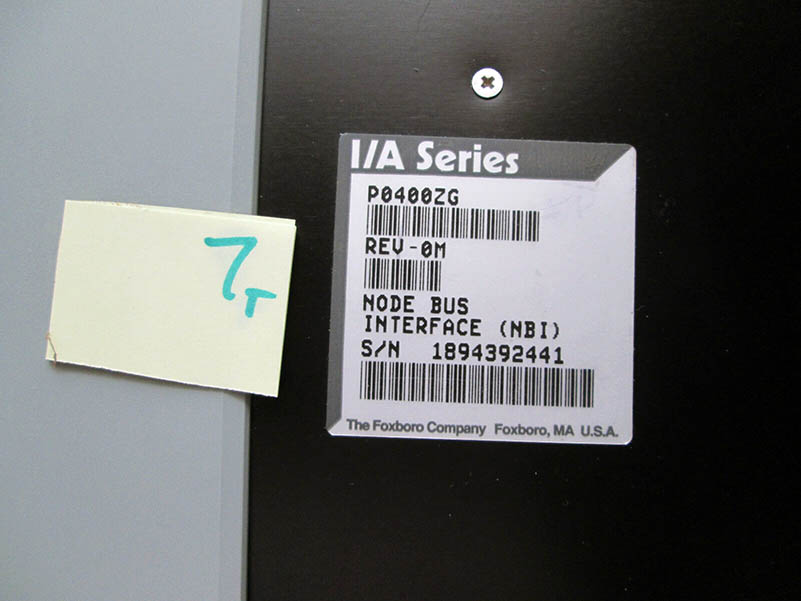 7T
I/A Series
P0400ZG
REV-0M
NODE BUS
INTERFACE (NBI)
S/N 1894392441
The Foxboro Company Foxboro, MA U.S.A.